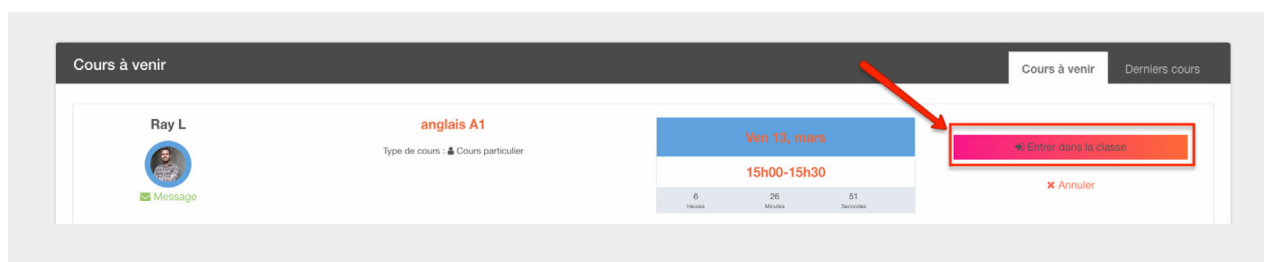 Cours à venir
Cours à venir
Derniers cours
Ray L
Message
anglais A1
Type de cours : Cours particulier
Ven 13, mars
15h00-15h30
6 26 51
Heures Minutes Secondes
Entrer dans la classe
Annuler